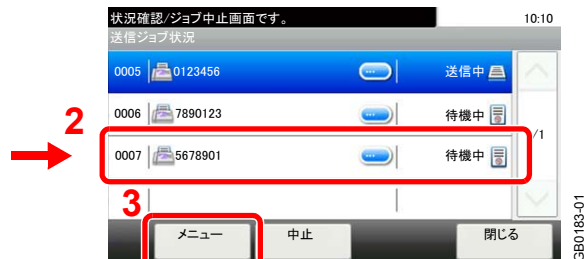 状況確認/ジョブ中止画面です。 10:10
送信ジョブ状況
0005 0123456 送信中
0006 7890123 待機中
2
/1
0007 5678901 待機中
3
メニュー 中止 閉じる
GB0183-01